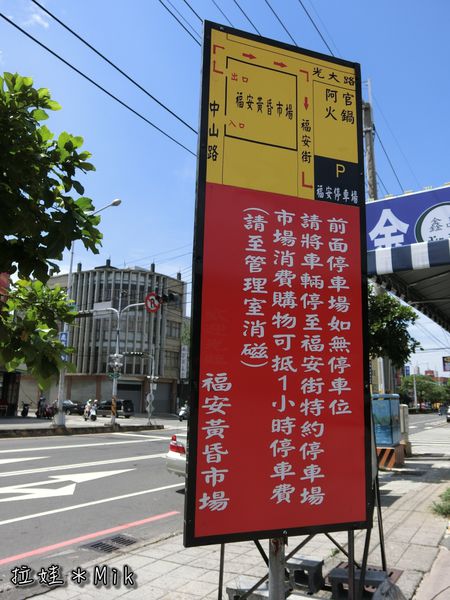 光大路
出口
福安黃昏市場
入口
中山路
福安街
阿官
火鍋
P
福安停車場
前面停車場如無停車位
請將車輛停至福安街特約停車場
市場消費購物可抵1小時停車費
(請至管理室消磁)
福安黃昏市場
金
鑫
拉娃＊Mik